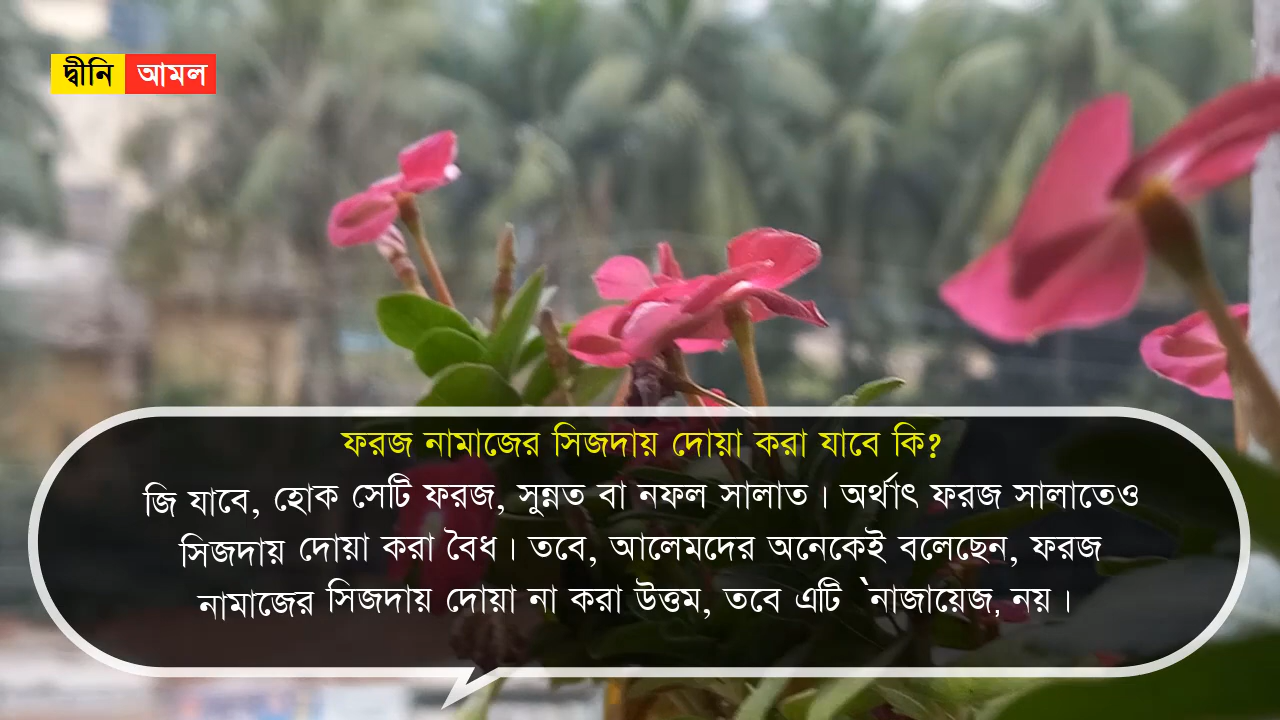 দ্বীনি আমল
ফরজ নামাজের সিজদায় দোয়া করা যাবে কি?
জি যাবে, হোক সেটি ফরজ, সুন্নত বা নফল সালাত। অর্থাৎ ফরজ সালাতেও
সিজদায় দোয়া করা বৈধ। তবে, আলেমদের অনেকেই বলেছেন, ফরজ
নামাজের সিজদায় দোয়া না করা উত্তম, তবে এটি `নাজায়েজ, নয়।